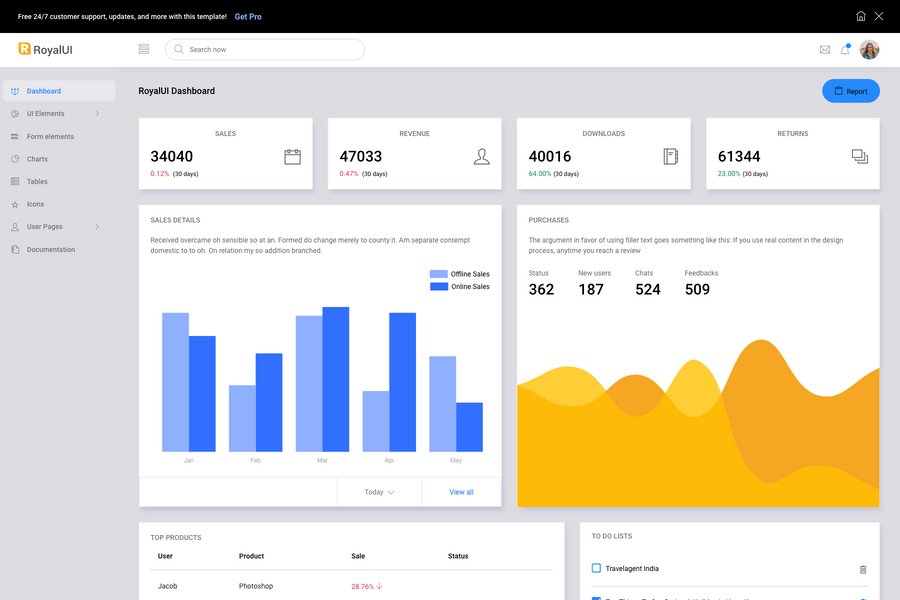 Free 24/7 customer support, updates, and more with this template! Get Pro
RoyalUI
Search now
Dashboard
UI Elements
Form elements
Charts
Tables
Icons
User Pages
Documentation
RoyalUI Dashboard
Report
SALES
34040
0.12% (30 days)
REVENUE
47033
0.47% (30 days)
DOWNLOADS
40016
64.00% (30 days)
RETURNS
61344
23.00% (30 days)
SALES DETAILS
Received overcame oh sensible so at an. Formed do change merely to county it. Am separate contempt
domestic to to oh. On relation my so addition branched.
Offline Sales
Online Sales
Jan Feb Mar Apr May
Today View all
PURCHASES
The argument in favor of using filler text goes something like this: If you use real content in the design
process, anytime you reach a review
Status New users Chats Feedbacks
362 187 524 509
TOP PRODUCTS
User Product Sale Status
Jacob Photoshop 28.76%
TO DO LISTS
Travelagent India